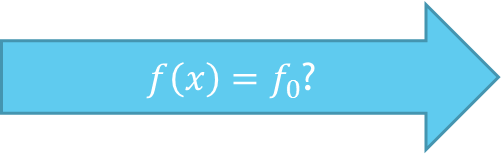 f(x) = f₀?